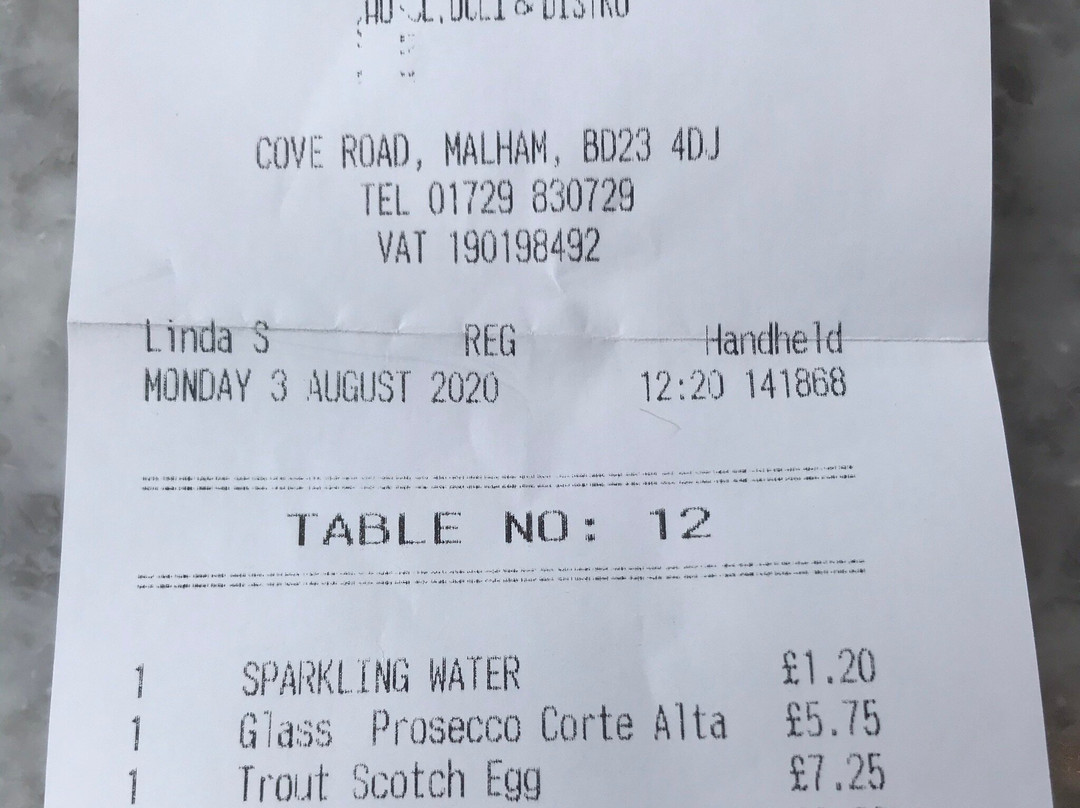 & BISTRO
COVE ROAD, MALHAM, BD23 4DJ
TEL 01729 830729
VAT 190198492
Linda S REG Handheld
MONDAY 3 AUGUST 2020 12:20 141868
TABLE NO: 12
1 SPARKLING WATER £1.20
1 Glass Prosecco Corte Alta £5.75
1 Trout Scotch Egg £7.25